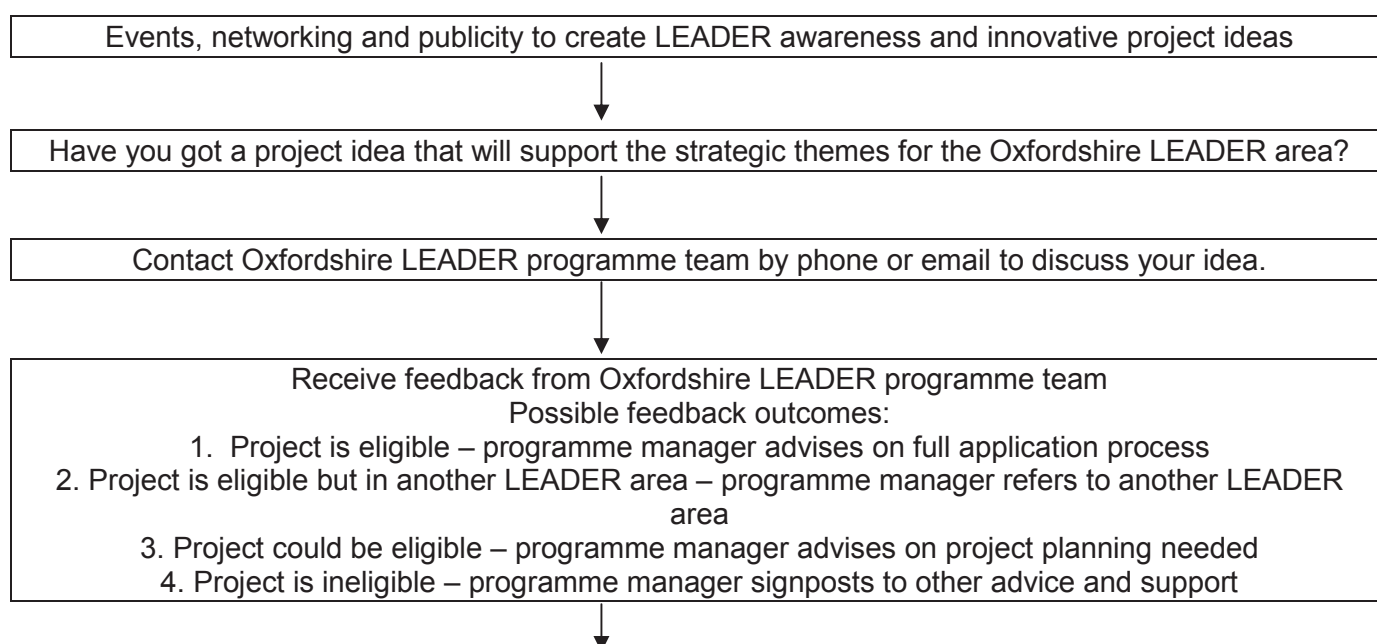 Events, networking and publicity to create LEADER awareness and innovative project ideas
Have you got a project idea that will support the strategic themes for the Oxfordshire LEADER area?
Contact Oxfordshire LEADER programme team by phone or email to discuss your idea.
Receive feedback from Oxfordshire LEADER programme team
Possible feedback outcomes:
1. Project is eligible – programme manager advises on full application process
2. Project is eligible but in another LEADER area – programme manager refers to another LEADER
area
3. Project could be eligible – programme manager advises on project planning needed
4. Project is ineligible – programme manager signposts to other advice and support